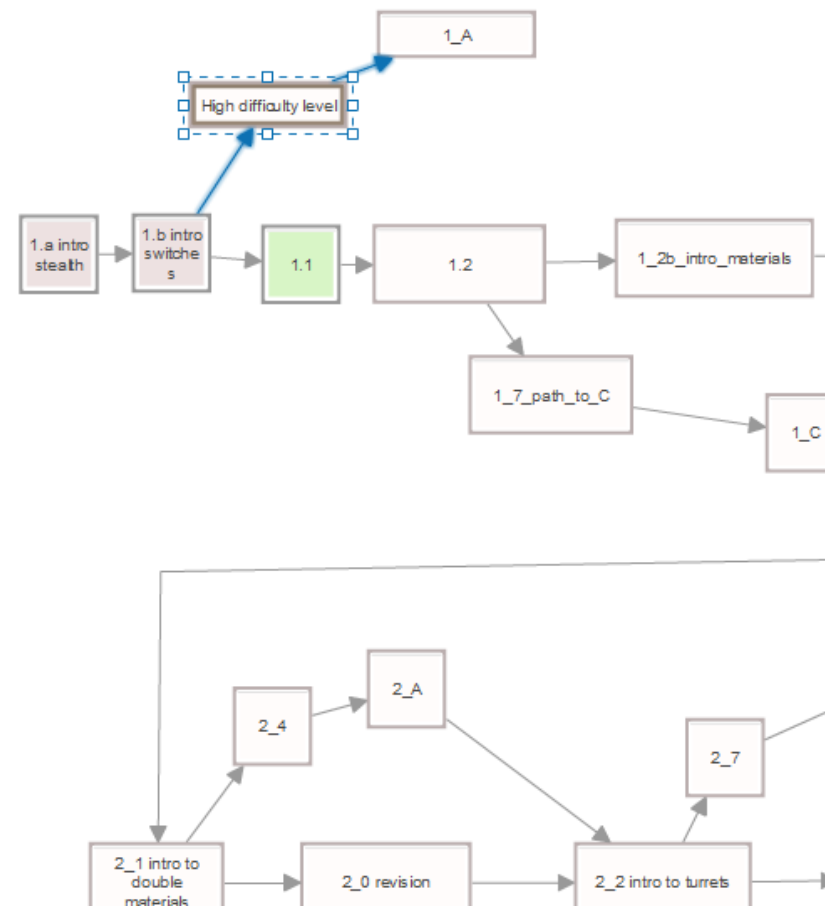 1_A
High difficulty level
1.a intro
stealth
1.b intro
switche
s
1.1
1.2
1_2b_intro_materials
1_7_path_to_C
1_C
2_A
2_4
2_7
2_1 intro to
double
materials
2_0 revision
2_2 intro to turrets